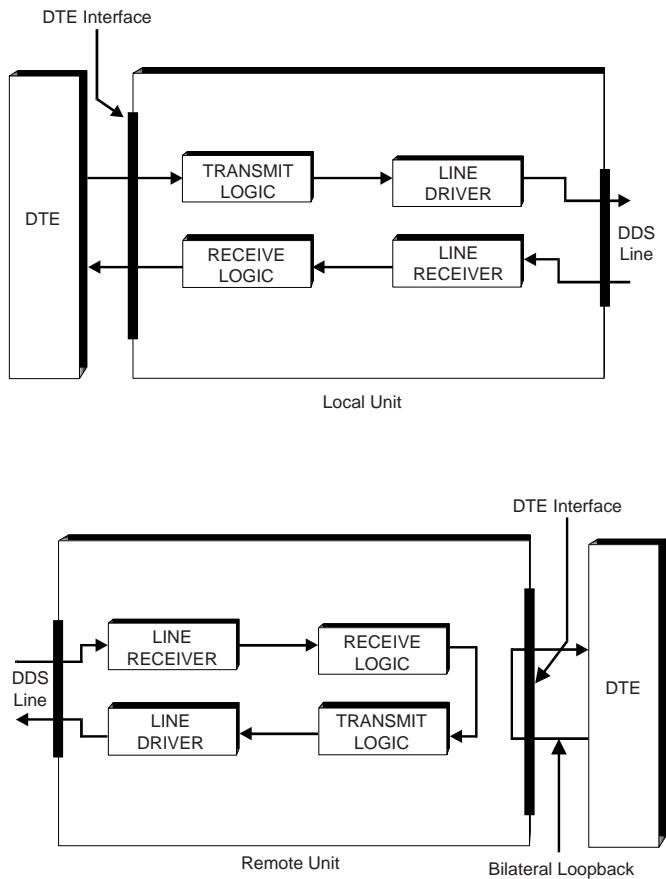 DTE Interface
DTE
TRANSMIT
LOGIC
LINE
DRIVER
RECEIVE
LOGIC
LINE
RECEIVER
DDS
Line
Local Unit
DTE Interface
DDS
Line
LINE
RECEIVER
RECEIVE
LOGIC
LINE
DRIVER
TRANSMIT
LOGIC
DTE
Remote Unit
Bilateral Loopback